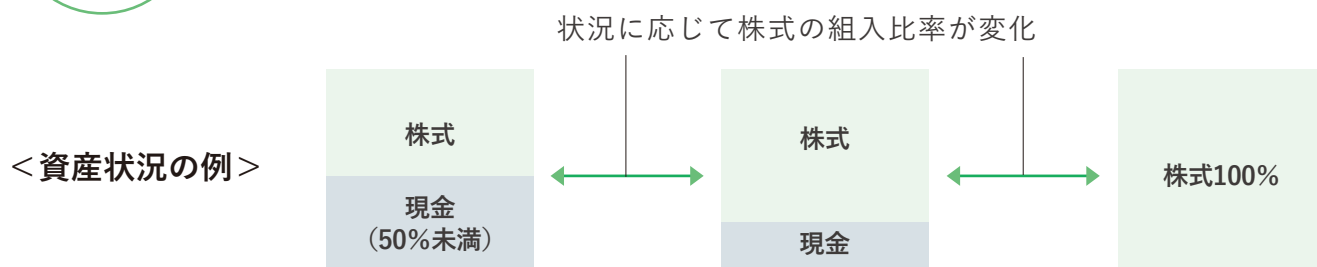 状況に応じて株式の組入比率が変化
<資産状況の例>
株式
現金
（50%未満）
株式
現金
株式100%